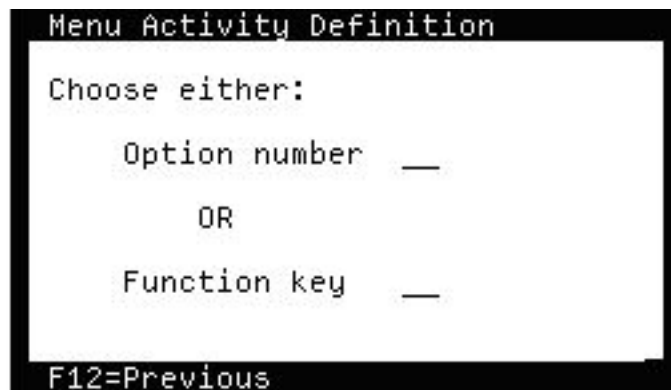 Menu Activity Definition
Choose either:
Option number __
OR
Function key __
F12=Previous